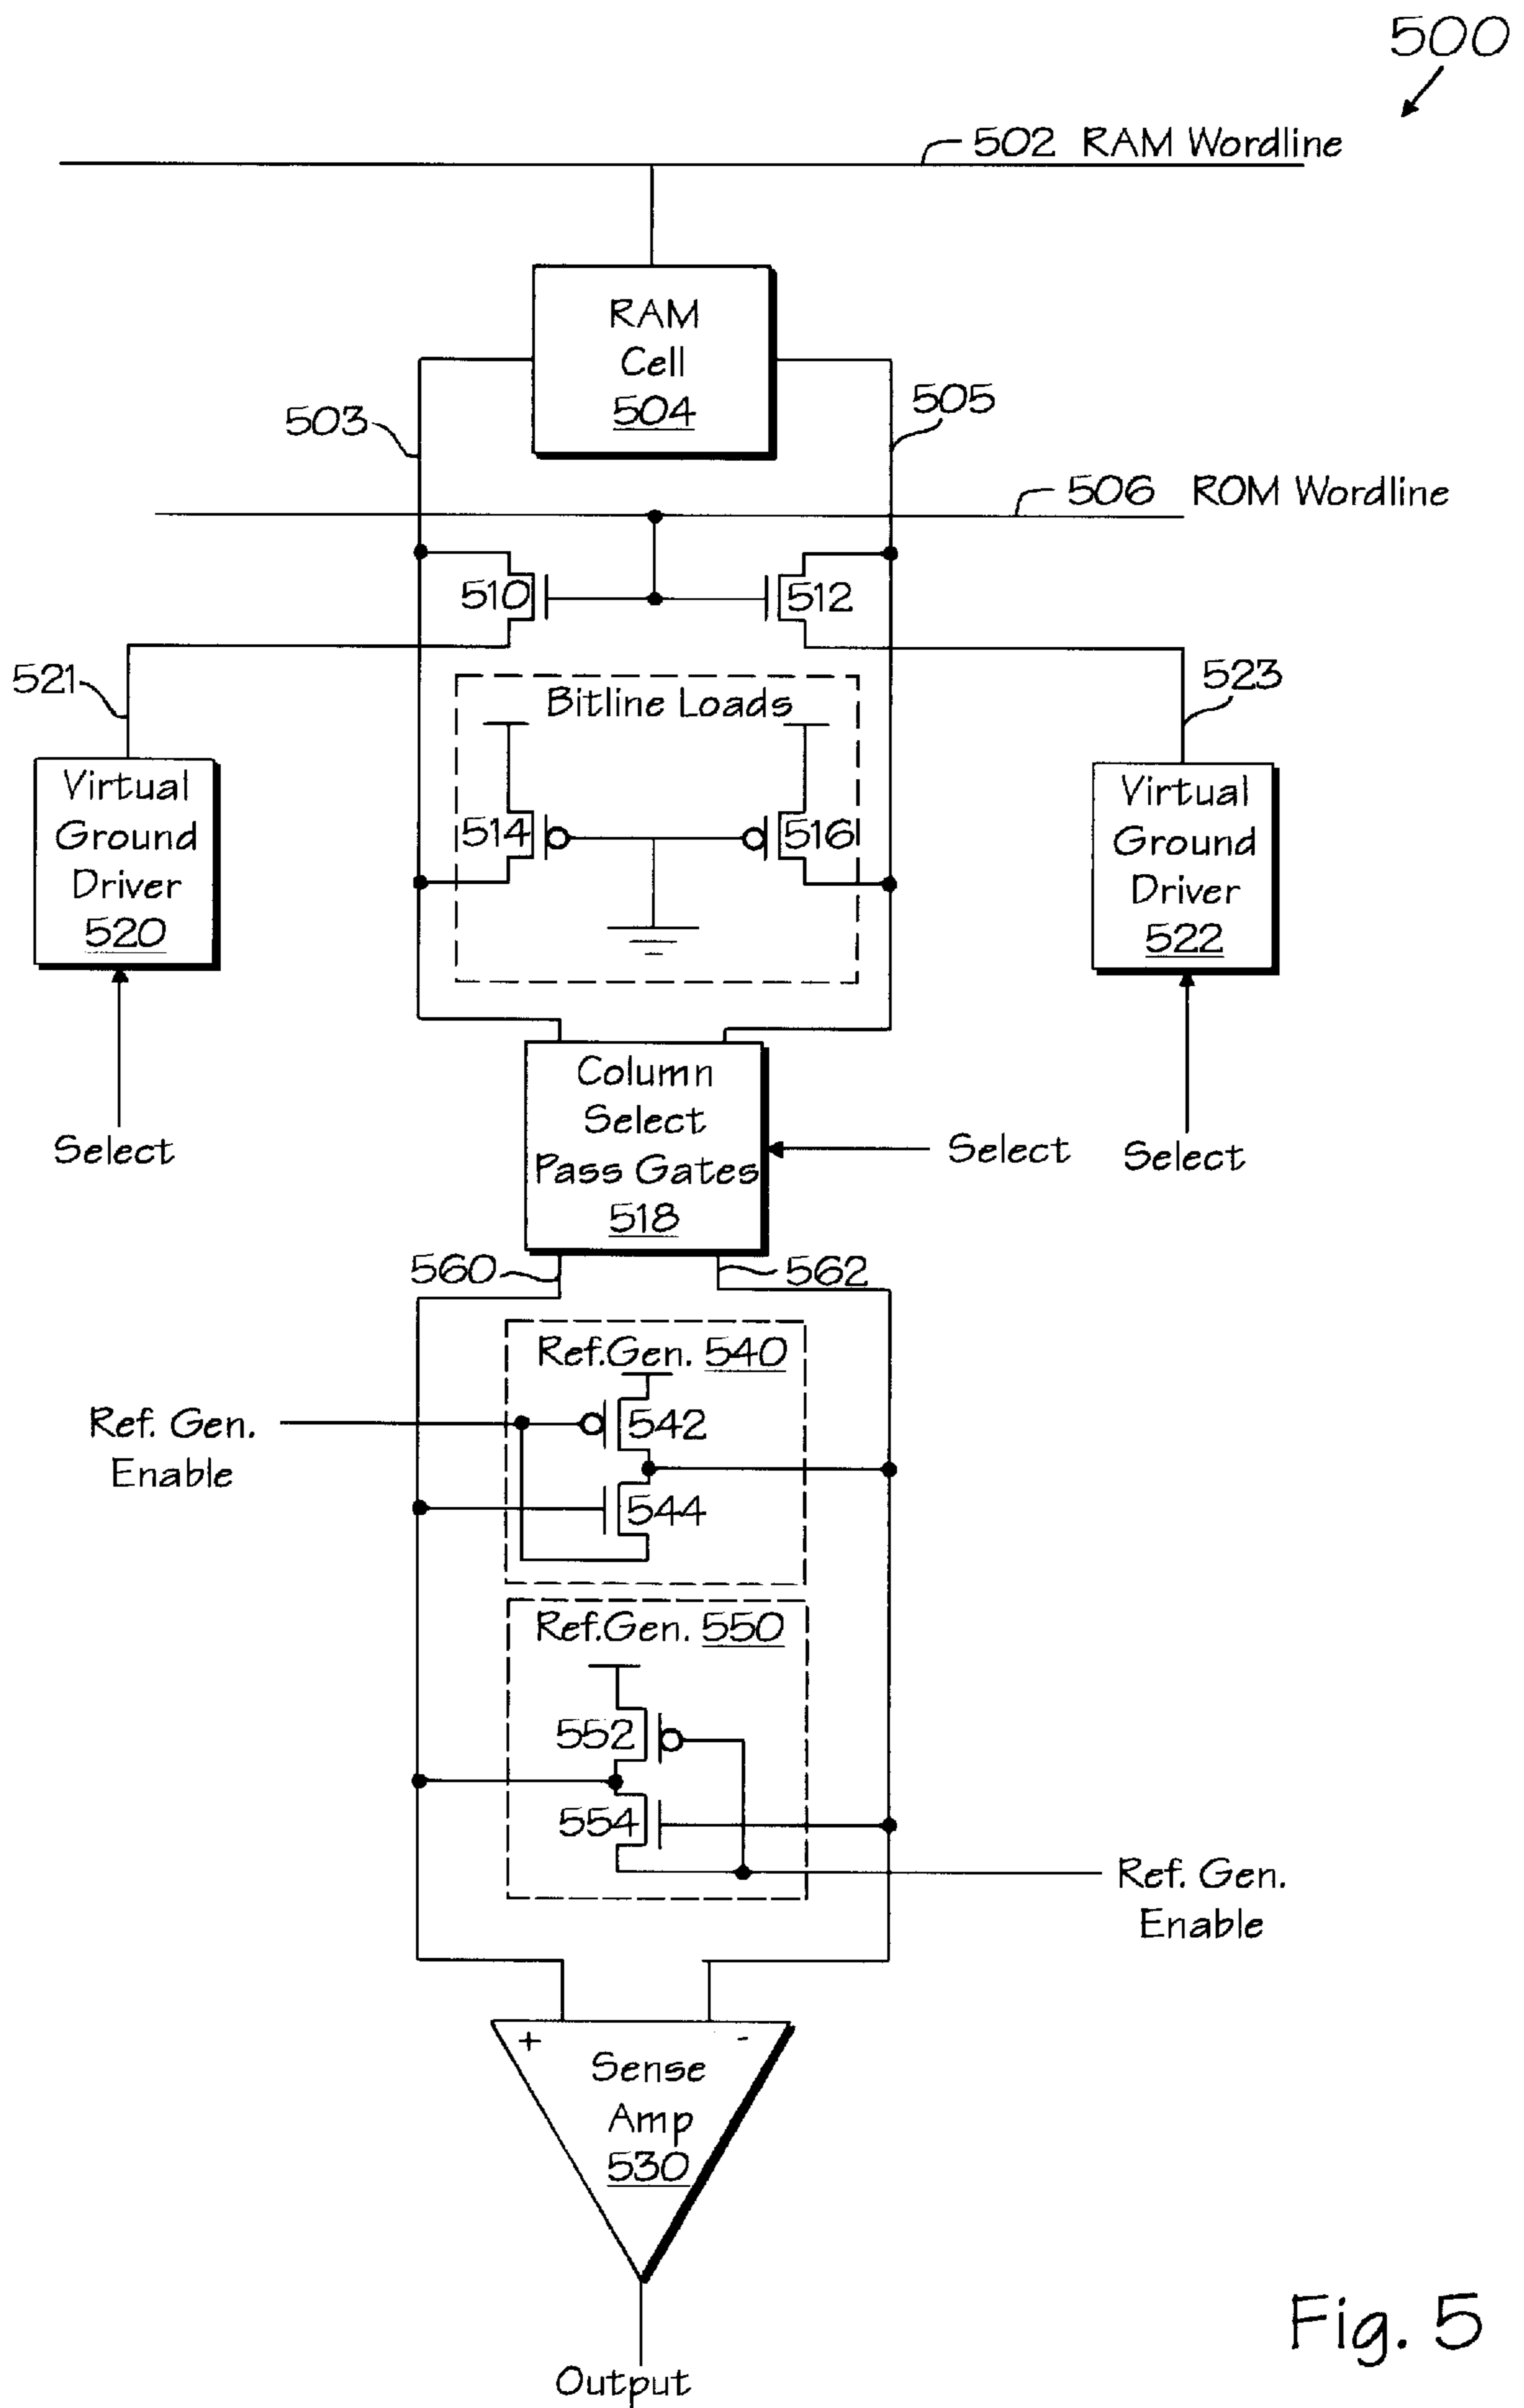 500
502 RAM Wordline
RAM
Cell
504
503
505
506 ROM Wordline
510
512
521
523
Bitline Loads
Virtual
Ground
Driver
520
514
516
Virtual
Ground
Driver
522
Column
Select
Pass Gates
518
Select
Select
Select
560
562
Ref.Gen. 540
Ref. Gen.
Enable
542
544
Ref.Gen. 550
552
554
Ref. Gen.
Enable
+ -
Sense
Amp
530
Output
Fig. 5